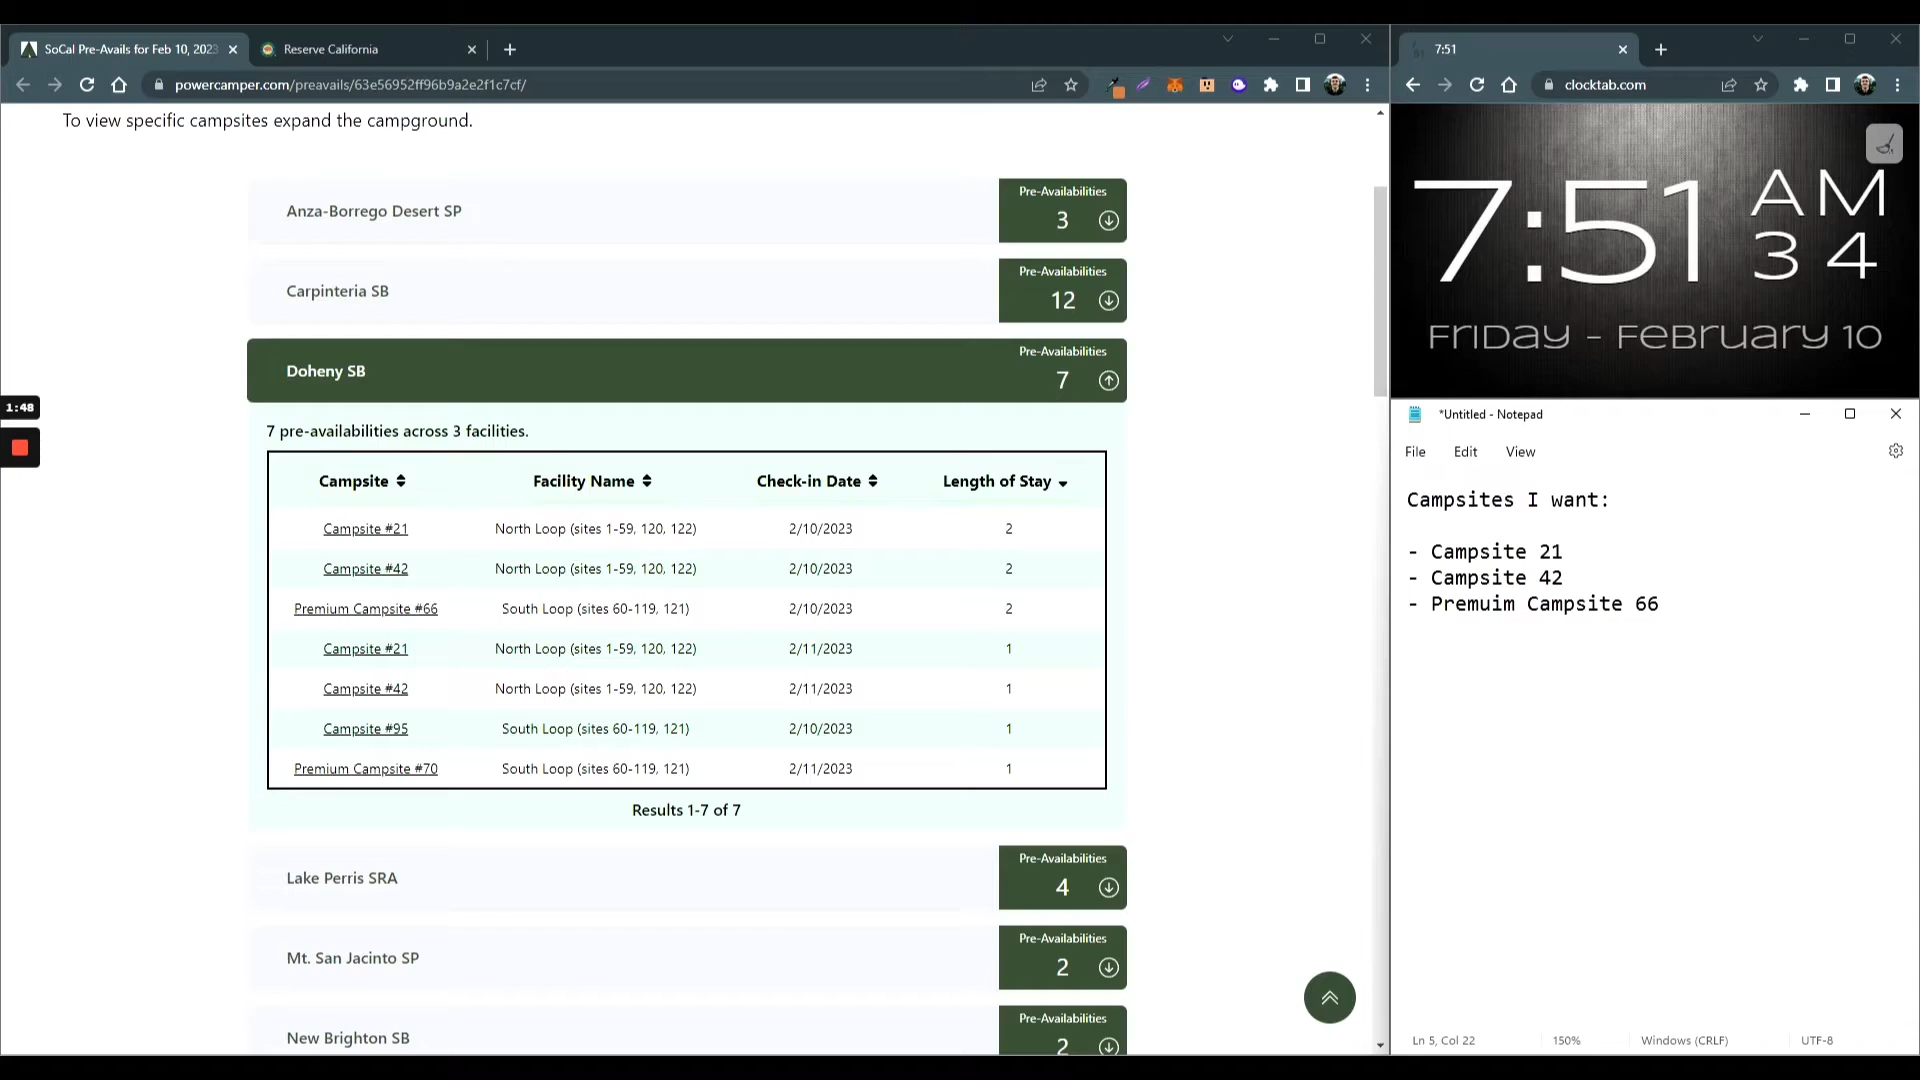 SoCal Pre-Avails for Feb 10, 2023
Reserve California
powercamper.com/preavails/63e56952ff96b9a2e2f1c7cf/
To view specific campsites expand the campground.
Anza-Borrego Desert SP
Pre-Availabilities
3
Carpinteria SB
Pre-Availabilities
12
Doheny SB
Pre-Availabilities
7
7 pre-availabilities across 3 facilities.
Campsite Facility Name Check-in Date Length of Stay
Campsite #21 North Loop (sites 1-59, 120, 122) 2/10/2023 2
Campsite #42 North Loop (sites 1-59, 120, 122) 2/10/2023 2
Premium Campsite #66 South Loop (sites 60-119, 121) 2/10/2023 2
Campsite #21 North Loop (sites 1-59, 120, 122) 2/11/2023 1
Campsite #42 North Loop (sites 1-59, 120, 122) 2/11/2023 1
Campsite #95 South Loop (sites 60-119, 121) 2/10/2023 1
Premium Campsite #70 South Loop (sites 60-119, 121) 2/11/2023 1
Results 1-7 of 7
Lake Perris SRA
Pre-Availabilities
4
Mt. San Jacinto SP
Pre-Availabilities
2
New Brighton SB
Pre-Availabilities
2
1:48
7:51
clocktab.com
7:51 AM
34
Friday - February 10
*Untitled - Notepad
File Edit View
Campsites I want:
- Campsite 21
- Campsite 42
- Premuim Campsite 66
Ln 5, Col 22 150% Windows (CRLF) UTF-8